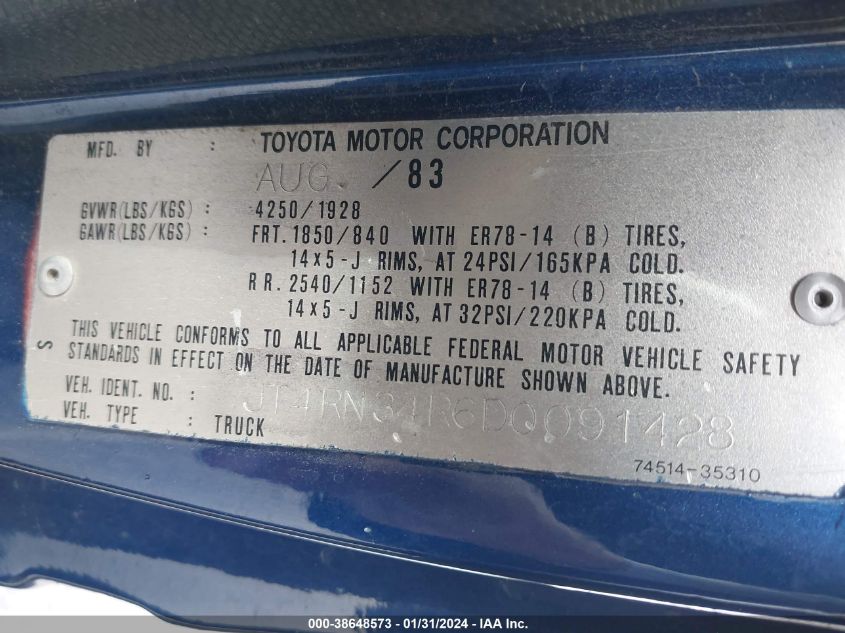 MFD. BY : TOYOTA MOTOR CORPORATION
AUG. /83
GVWR(LBS/KGS) : 4250/1928
GAWR(LBS/KGS) : FRT. 1850/840 WITH ER78-14 (B) TIRES,
14x5-J RIMS, AT 24PSI/165KPA COLD.
RR. 2540/1152 WITH ER78-14 (B) TIRES,
14x5-J RIMS, AT 32PSI/220KPA COLD.
THIS VEHICLE CONFORMS TO ALL APPLICABLE FEDERAL MOTOR VEHICLE SAFETY
S STANDARDS IN EFFECT ON THE DATE OF MANUFACTURE SHOWN ABOVE.
VEH. IDENT. NO. : JT4RN34R6D0091428
VEH. TYPE : TRUCK
74514-35310
000-38648573 - 01/31/2024 - IAAI.COM